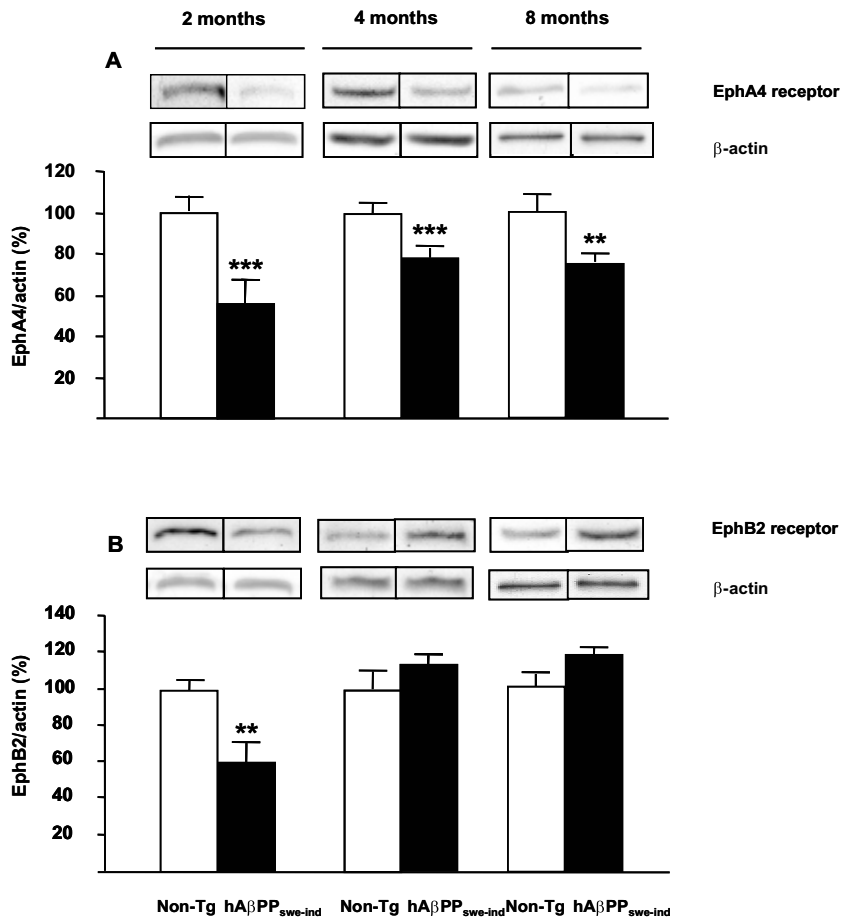 2 months 4 months 8 months
A
EphA4 receptor
β-actin
120
100
80
60
40
20
EphA4/actin (%)
***
***
**
B
EphB2 receptor
β-actin
140
120
100
80
60
40
20
EphB2/actin (%)
**
Non-Tg hAβPPswe-ind Non-Tg hAβPPswe-ind Non-Tg hAβPPswe-ind